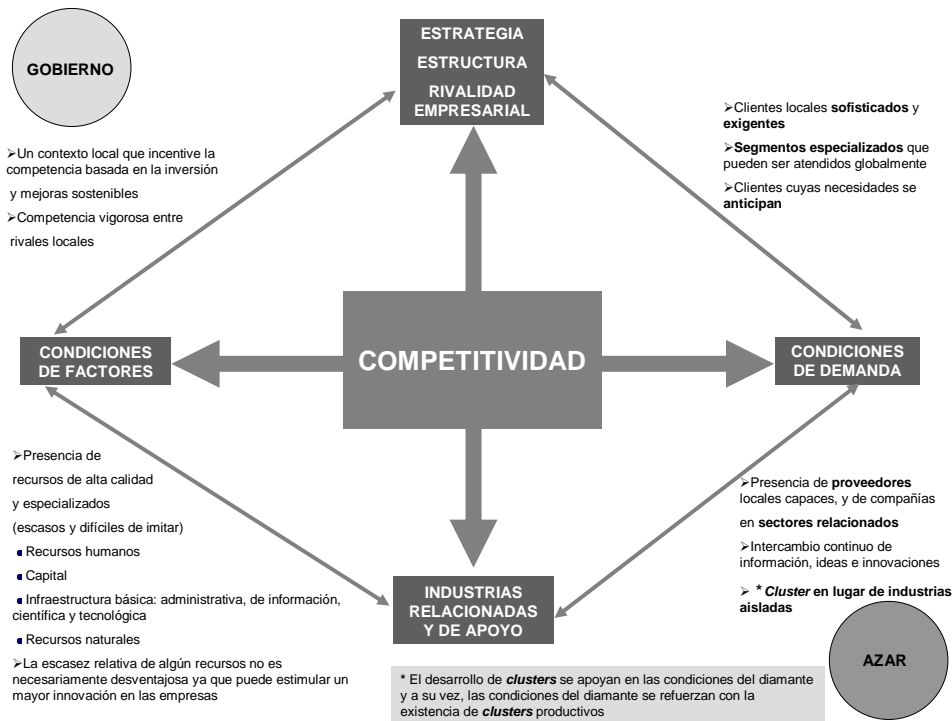 GOBIERNO
ESTRATEGIA
ESTRUCTURA
RIVALIDAD
EMPRESARIAL
➢Un contexto local que incentive la
competencia basada en la inversión
y mejoras sostenibles
➢Competencia vigorosa entre
rivales locales
➢Clientes locales sofisticados y
exigentes
➢Segmentos especializados que
pueden ser atendidos globalmente
➢Clientes cuyas necesidades se
anticipan
CONDICIONES
DE FACTORES
COMPETITIVIDAD
CONDICIONES
DE DEMANDA
➢Presencia de
recursos de alta calidad
y especializados
(escasos y difíciles de imitar)
• Recursos humanos
• Capital
• Infraestructura básica: administrativa, de información,
científica y tecnológica
• Recursos naturales
➢La escasez relativa de algún recursos no es
necesariamente desventajosa ya que puede estimular un
mayor innovación en las empresas
INDUSTRIAS
RELACIONADAS
Y DE APOYO
➢Presencia de proveedores
locales capaces, y de compañías
en sectores relacionados
➢Intercambio continuo de
información, ideas e innovaciones
➢ * Cluster en lugar de industrias
aisladas
AZAR
* El desarrollo de clusters se apoyan en las condiciones del diamante
y a su vez, las condiciones del diamante se refuerzan con la
existencia de clusters productivos